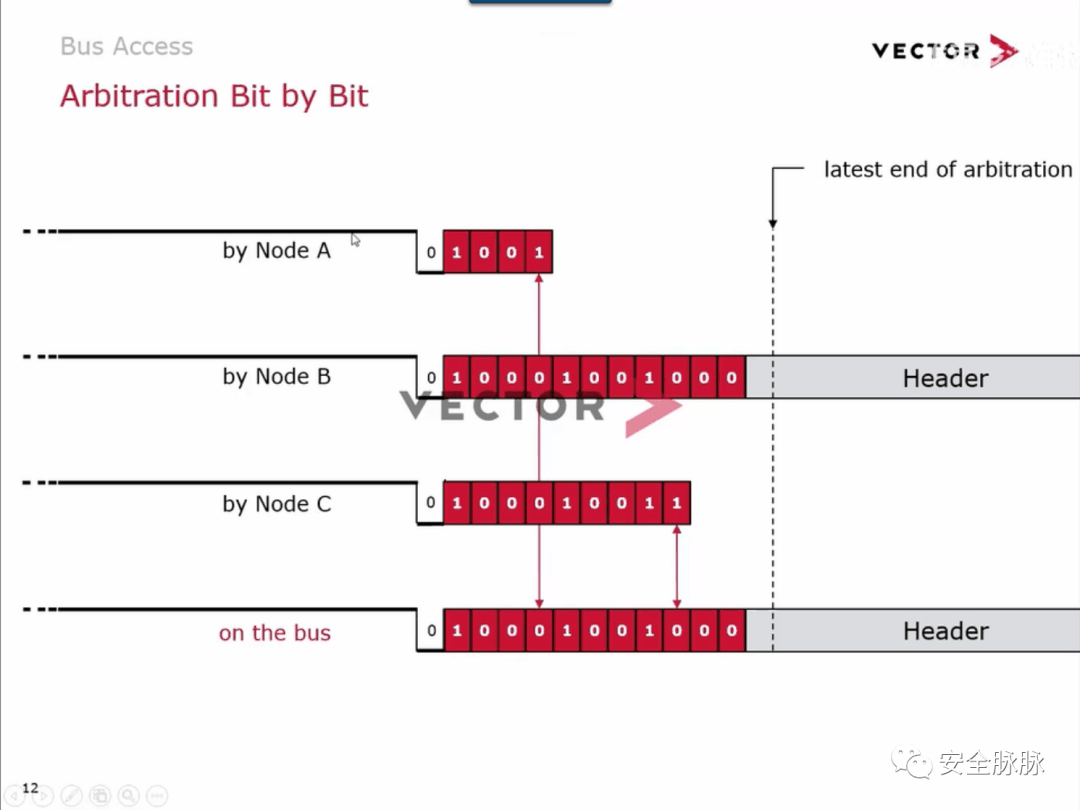 Bus Access
VECTOR
Arbitration Bit by Bit
latest end of arbitration
by Node A
0 1 0 0 1
by Node B
0 1 0 0 0 1 0 0 1 0 0 0
Header
VECTOR
by Node C
0 1 0 0 0 1 0 0 1 1
on the bus
0 1 0 0 0 1 0 0 1 0 0 0
Header
安全脉脉
12